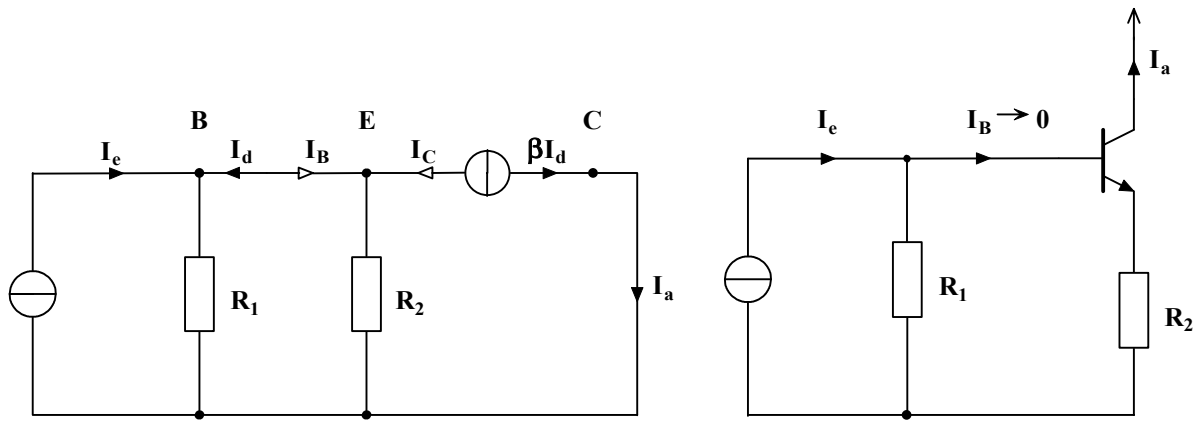 B E C
I_e I_d I_B I_C βI_d
R_1 R_2 I_a
I_a
I_e I_B → 0
R_1
R_2